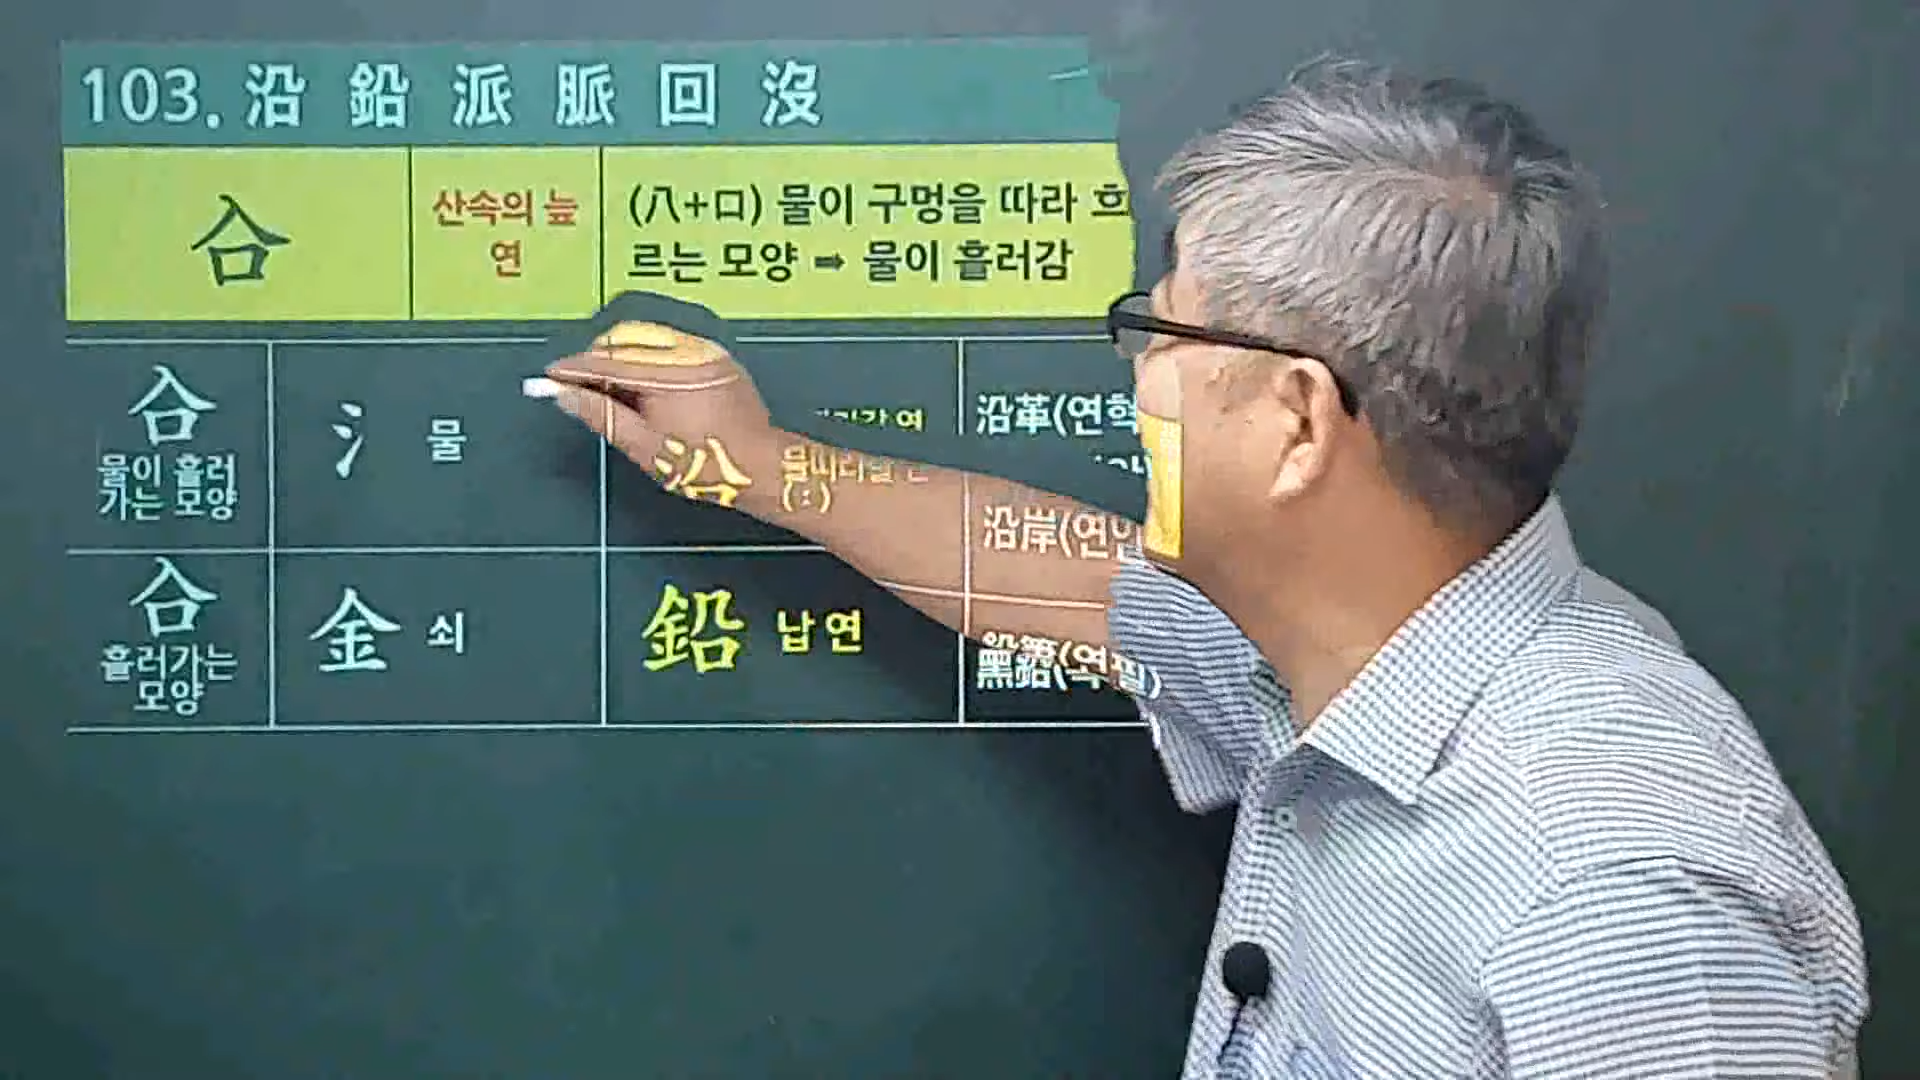 103. 沿 鉛 派 脈 回 沒
㕣
산속의 늪
연
(八+口) 물이 구멍을 따라 흐
르는 모양 ➡ 물이 흘러감
㕣
물이 흘러
가는 모양
氵 물
沿
(:)
沿革(연혁
沿岸(연안
㕣
흘러가는
모양
金 쇠
鉛 납 연